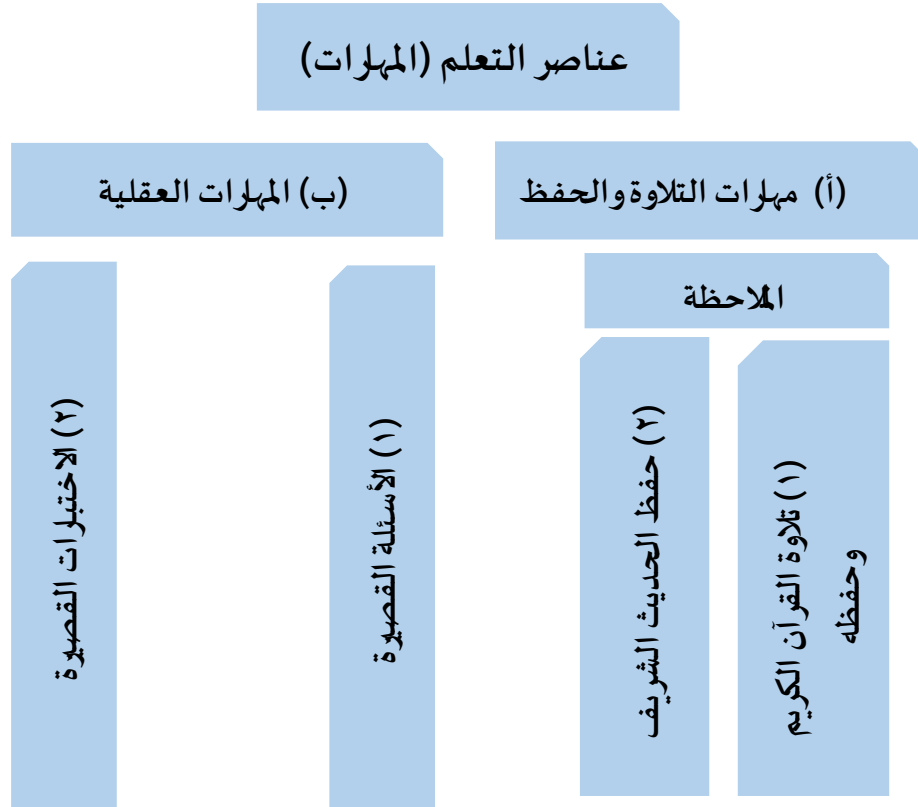 عناصر التعلم (المهارات)
(أ) مهارات التلاوة والحفظ
(ب) المهارات العقلية
الملاحظة
(١) تلاوة القرآن الكريم
وحفظه
(٢) حفظ الحديث الشريف
(١) الأسئلة القصيرة
(٢) الاختبارات القصيرة